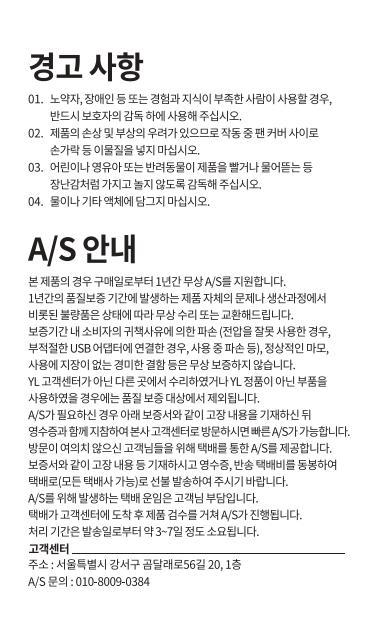 경고 사항
01. 노약자, 장애인 등 또는 경험과 지식이 부족한 사람이 사용할 경우,
반드시 보호자의 감독 하에 사용해 주십시오.
02. 제품의 손상 및 부상의 우려가 있으므로 작동 중 팬 커버 사이로
손가락 등 이물질을 넣지 마십시오.
03. 어린이나 영유아 또는 반려동물이 제품을 빨거나 물어뜯는 등
장난감처럼 가지고 놀지 않도록 감독해 주십시오.
04. 물이나 기타 액체에 담그지 마십시오.
A/S 안내
본 제품의 경우 구매일로부터 1년간 무상 A/S를 지원합니다.
1년간의 품질보증 기간에 발생하는 제품 자체의 문제나 생산과정에서
비롯된 불량품은 상태에 따라 무상 수리 또는 교환해드립니다.
보증기간 내 소비자의 귀책사유에 의한 파손 (전압을 잘못 사용한 경우,
부적절한 USB 어댑터에 연결한 경우, 사용 중 파손 등), 정상적인 마모,
사용에 지장이 없는 경미한 결함 등은 무상 보증하지 않습니다.
YL 고객센터가 아닌 다른 곳에서 수리하였거나 YL 정품이 아닌 부품을
사용하였을 경우에는 품질 보증 대상에서 제외됩니다.
A/S가 필요하신 경우 아래 보증서와 같이 고장 내용을 기재하신 뒤
영수증과 함께 지참하여 본사 고객센터로 방문하시면 빠른 A/S가 가능합니다.
방문이 여의치 않으신 고객님들을 위해 택배를 통한 A/S를 제공합니다.
보증서와 같이 고장 내용 등 기재하시고 영수증, 반송 택배비를 동봉하여
택배로(모든 택배사 가능)로 선불 발송하여 주시기 바랍니다.
A/S를 위해 발생하는 택배 운임은 고객님 부담입니다.
택배가 고객센터에 도착 후 제품 검수를 거쳐 A/S가 진행됩니다.
처리 기간은 발송일로부터 약 3~7일 정도 소요됩니다.
고객센터
주소 : 서울특별시 강서구 곰달래로56길 20, 1층
A/S 문의 : 010-8009-0384